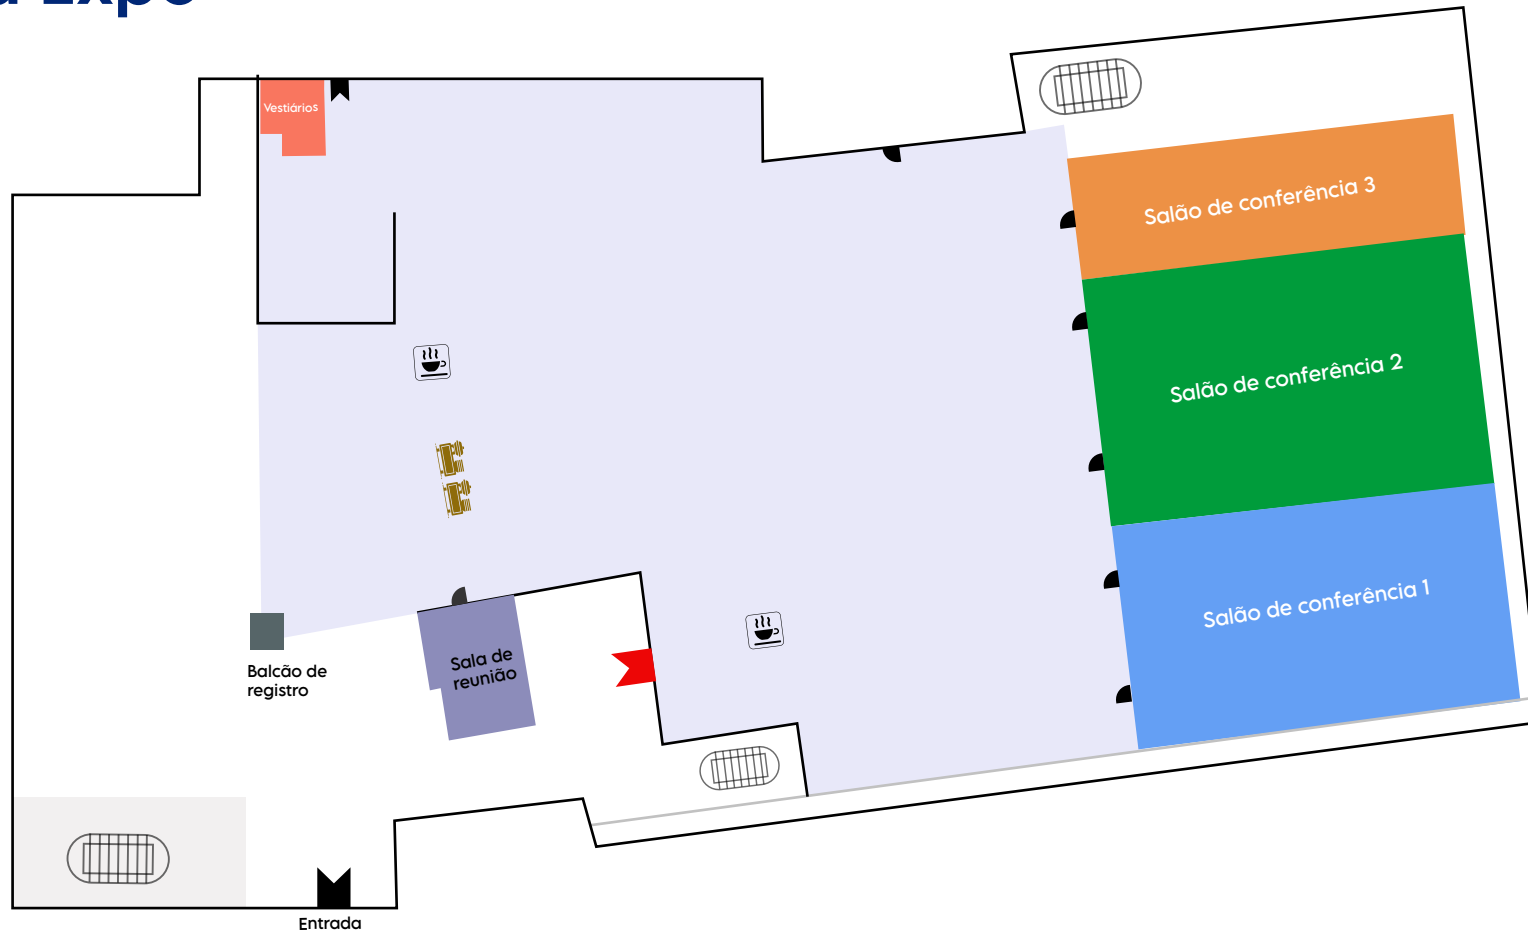 Expo
Vestiários
Salão de conferência 3
Salão de conferência 2
Salão de conferência 1
Sala de
reunião
Balcão de
registro
Entrada